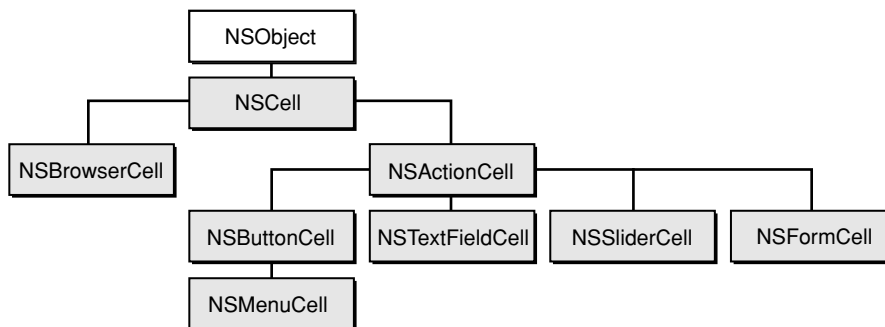 NSObject
NSCell
NSBrowserCell
NSActionCell
NSButtonCell
NSTextFieldCell
NSSliderCell
NSFormCell
NSMenuCell